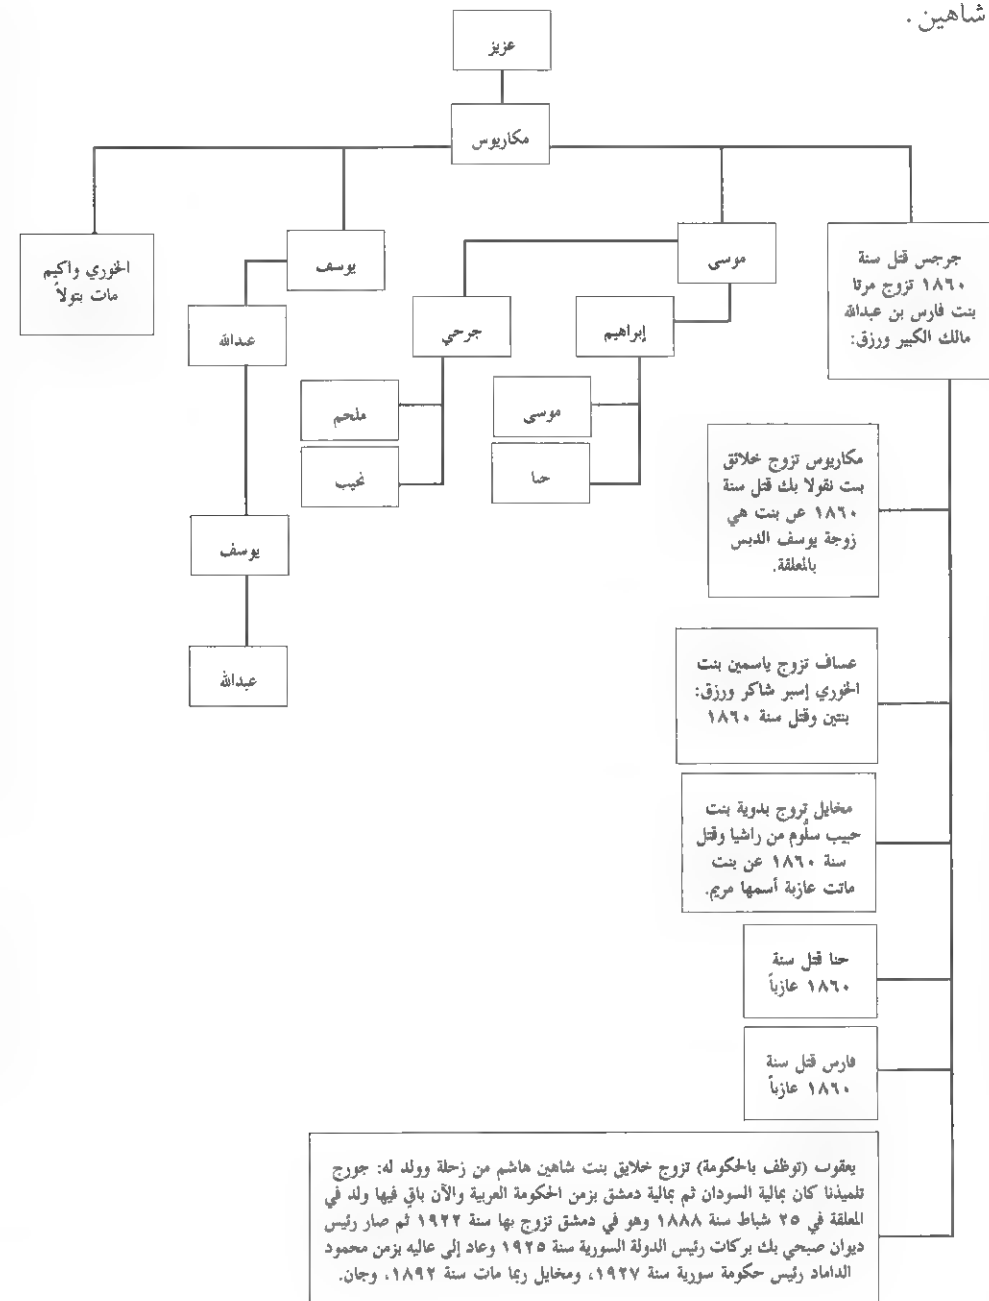 شاهين.
عزيز
مكاريوس
جرجس قتل سنة
١٨٦٠ تزوج مرتا
بنت فارس بن عبدالله
مالك الكبير ورزق:
موسى
يوسف
الخوري واكيم
مات بتولاً
إبراهيم
جرجي
عبدالله
موسى
ملحم
حنا
نجيب
يوسف
عبدالله
مكاريوس تزوج خلائق
بنت نقولا بك قتل سنة
١٨٦٠ عن بنت هي
زوجة يوسف الدبس
بالمعلقة.
عساف تزوج ياسمين بنت
الخوري إسبر شاكر ورزق:
بنتين وقتل سنة ١٨٦٠
مخايل تزوج بدوية بنت
حبيب سلُّوم من راشيا وقتل
سنة ١٨٦٠ عن بنت
ماتت عازبة أسمها مريم.
حنا قتل سنة
١٨٦٠ عازباً
فارس قتل سنة
١٨٦٠ عازباً
يعقوب (توظف بالحكومة) تزوج خلايق بنت شاهين هاشم من زحلة وولد له: جورج
تلميذنا كان بمالية السودان ثم بمالية دمشق بزمن الحكومة العربية والآن باقٍ فيها ولد في
المعلقة في ٢٥ شباط سنة ١٨٨٨ وهو في دمشق تزوج بها سنة ١٩٢٢ ثم صار رئيس
ديوان صبحي بك بركات رئيس الدولة السورية سنة ١٩٢٥ وعاد إلى عاليه بزمن محمود
الداماد رئيس حكومة سورية سنة ١٩٢٧، ومخايل ربما مات سنة ١٨٩٢، وجان.